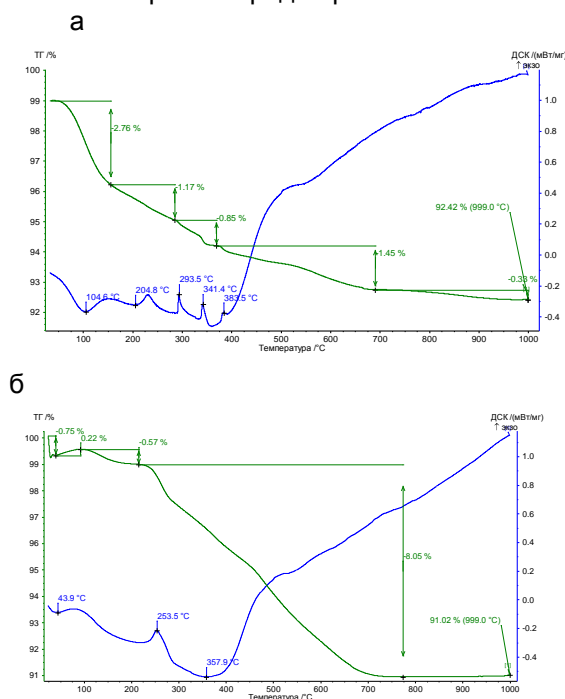 а
ТГ /%
ДСК /(мВт/мг)
↑ экзо
100
99
98
97
96
95
94
93
92
1.0
0.8
0.6
0.4
0.2
0.0
-0.2
-0.4
-2.76 %
-1.17 %
-0.85 %
-1.45 %
-0.33 %
92.42 % (999.0 °C)
104.6 °C
204.8 °C
293.5 °C
341.4 °C
383.5 °C
100 200 300 400 500 600 700 800 900 1000
Температура /°C
б
ТГ /%
ДСК /(мВт/мг)
↑ экзо
100
99
98
97
96
95
94
93
92
91
1.0
0.8
0.6
0.4
0.2
0.0
-0.2
-0.4
-0.75 %
0.22 %
-0.57 %
-8.05 %
91.02 % (999.0 °C)
43.9 °C
253.5 °C
357.9 °C
100 200 300 400 500 600 700 800 900 1000
Температура /°C